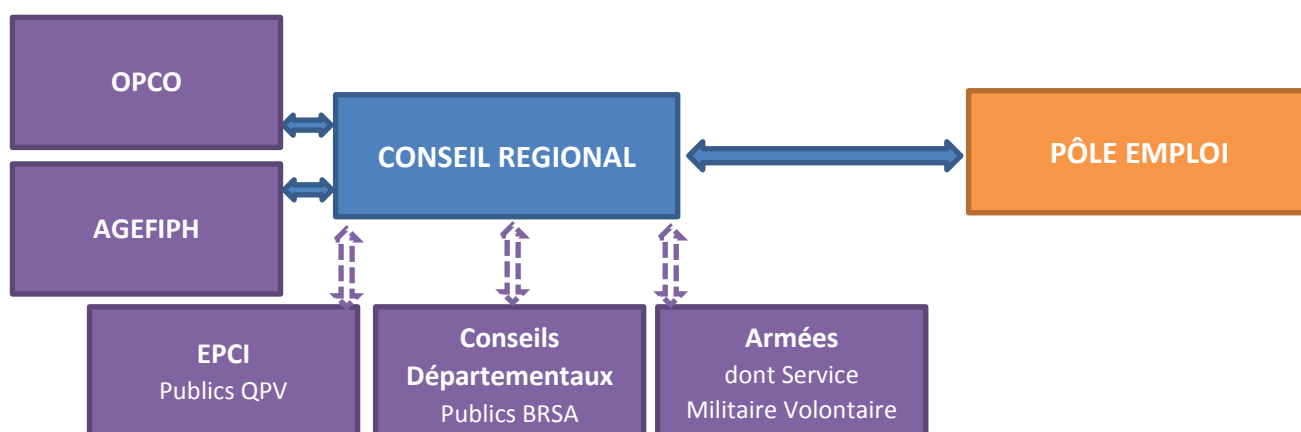 OPCO
CONSEIL REGIONAL
PÔLE EMPLOI
AGEFIPH
EPCI
Publics QPV
Conseils
Départementaux
Publics BRSA
Armées
dont Service
Militaire Volontaire